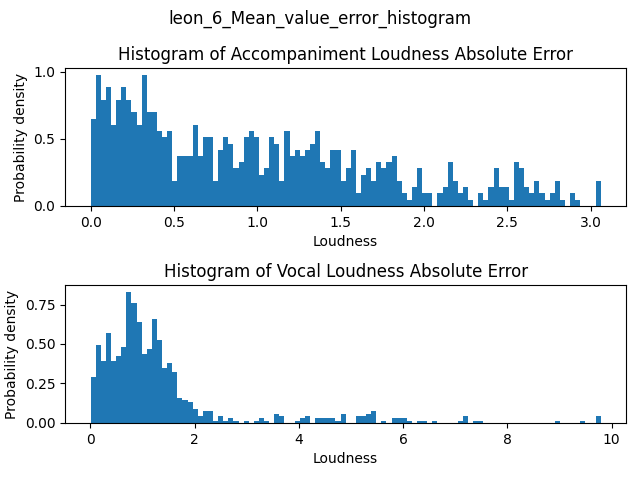 leon_6_Mean_value_error_histogram
Histogram of Accompaniment Loudness Absolute Error
Probability density
1.0
0.5
0.0
0.0 0.5 1.0 1.5 2.0 2.5 3.0
Loudness
Histogram of Vocal Loudness Absolute Error
Probability density
0.75
0.50
0.25
0.00
0 2 4 6 8 10
Loudness